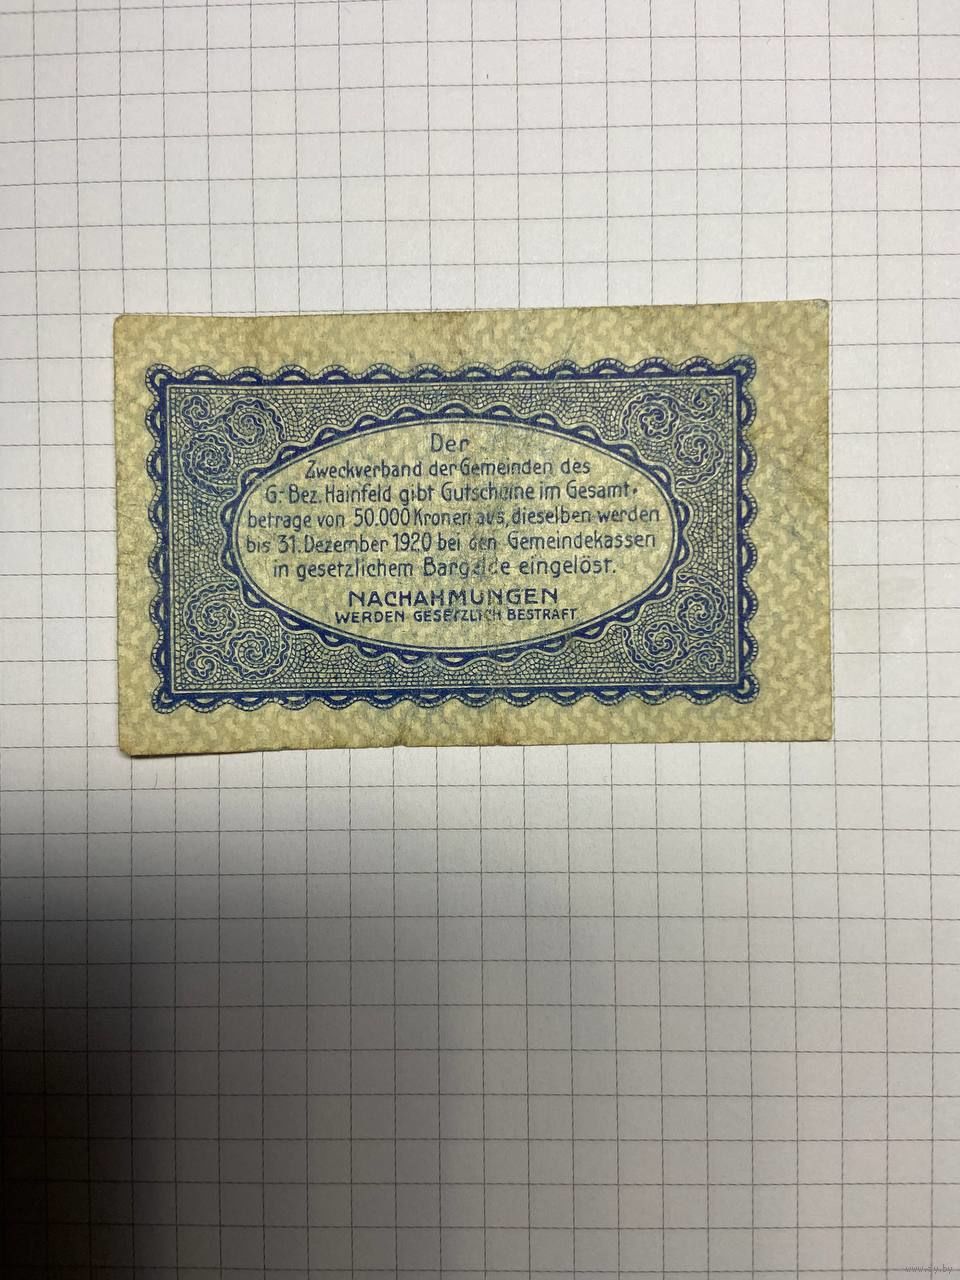 Der
Zweckverband der Gemeinden des
G.-Bez. Hainfeld gibt Gutscheine im Gesamt-
betrage von 50.000 Kronen aus, dieselben werden
bis 31. Dezember 1920 bei den Gemeindekassen
in gesetzlichem Bargelde eingelöst.
NACHAHMUNGEN
WERDEN GESETZLICH BESTRAFT